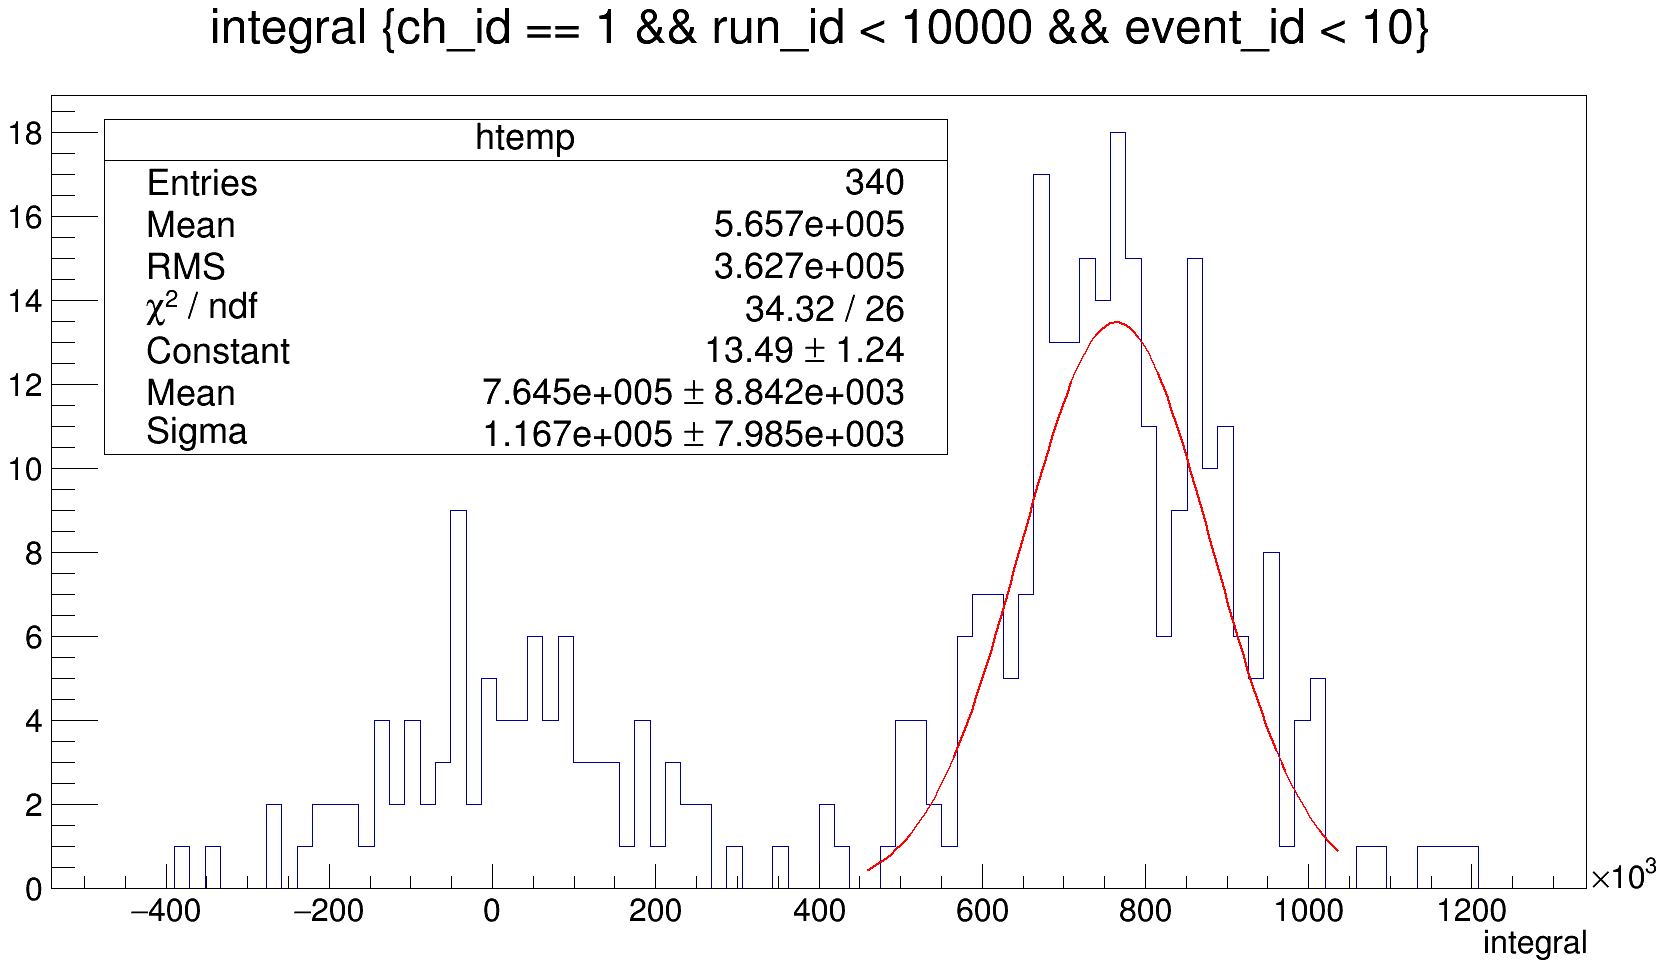 integral {ch_id == 1 && run_id < 10000 && event_id < 10}
htemp
Entries 340
Mean 5.657e+005
RMS 3.627e+005
χ² / ndf 34.32 / 26
Constant 13.49 ± 1.24
Mean 7.645e+005 ± 8.842e+003
Sigma 1.167e+005 ± 7.985e+003
18
16
14
12
10
8
6
4
2
0
−400 −200 0 200 400 600 800 1000 1200
×10³
integral